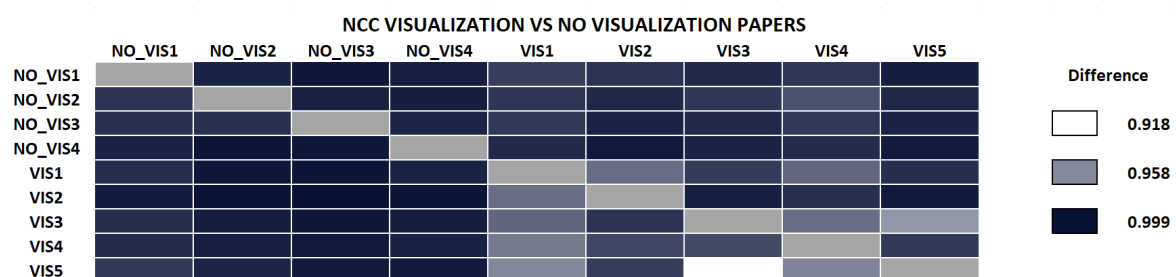 NCC VISUALIZATION VS NO VISUALIZATION PAPERS
NO_VIS1 NO_VIS2 NO_VIS3 NO_VIS4 VIS1 VIS2 VIS3 VIS4 VIS5
NO_VIS1
NO_VIS2
NO_VIS3
NO_VIS4
VIS1
VIS2
VIS3
VIS4
VIS5
Difference
0.918
0.958
0.999